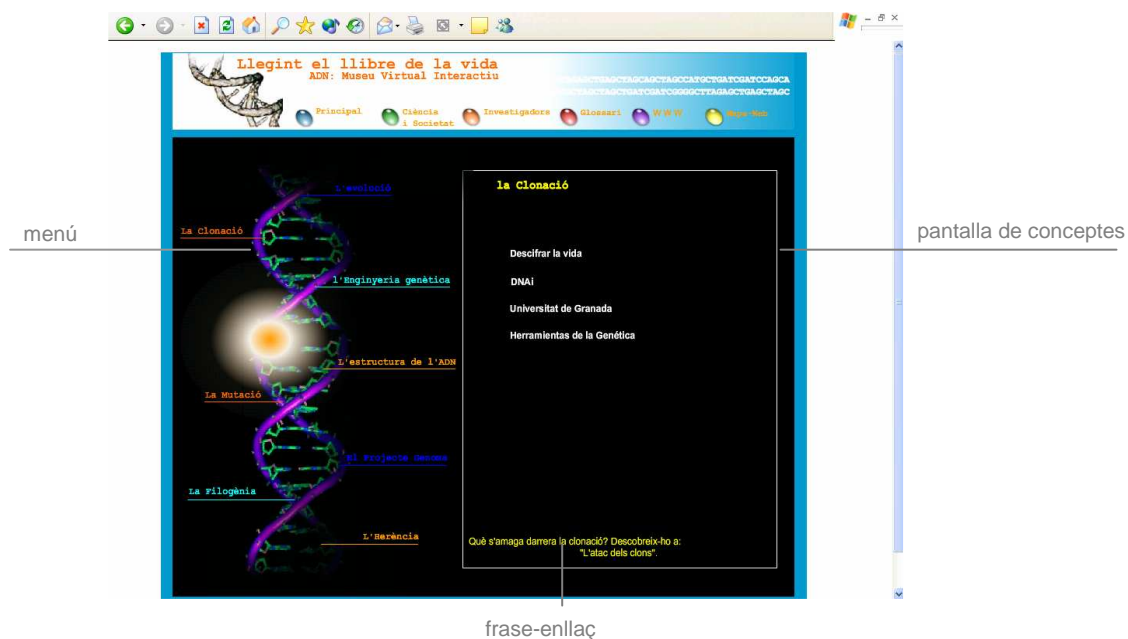 Llegint el llibre de la vida
ADN: Museu Virtual Interactiu
Principal
Ciència
i Societat
Investigadors
Glossari
WWW
L'evolució
la Clonació
La Clonació
menú
pantalla de conceptes
Descifrar la vida
l'Enginyeria genètica
DNAi
Universitat de Granada
Herramientas de la Genética
L'estructura de l'ADN
La Mutació
El Projecte Genoma
La Filogènia
L'Herència
Què s'amaga darrera la clonació? Descobreix-ho a:
"L'atac dels clons".
frase-enllaç